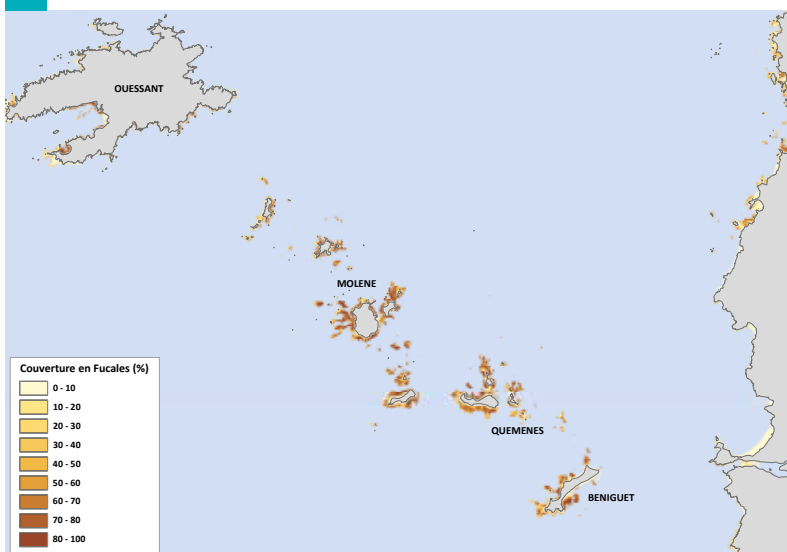 OUESSANT
MOLENE
QUEMENES
BENIGUET
Couverture en Fucales (%)
0 - 10
10 - 20
20 - 30
30 - 40
40 - 50
50 - 60
60 - 70
70 - 80
80 - 100